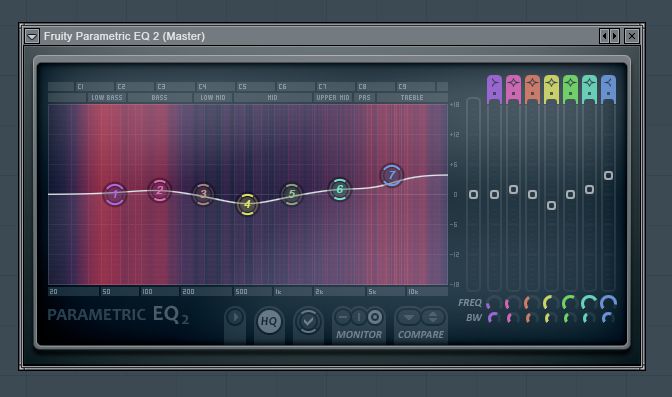 Fruity Parametric EQ 2 (Master)
C1 C2 C3 C4 C5 C6 C7 C8 C9
LOW BASS BASS LOW MID MID UPPER MID PRS TREBLE
+18
+12
+6
0
-6
-12
-18
1 2 3 4 5 6 7
20 50 100 200 500 1k 2k 5k 10k
FREQ
BW
PARAMETRIC EQ 2
HQ
MONITOR COMPARE